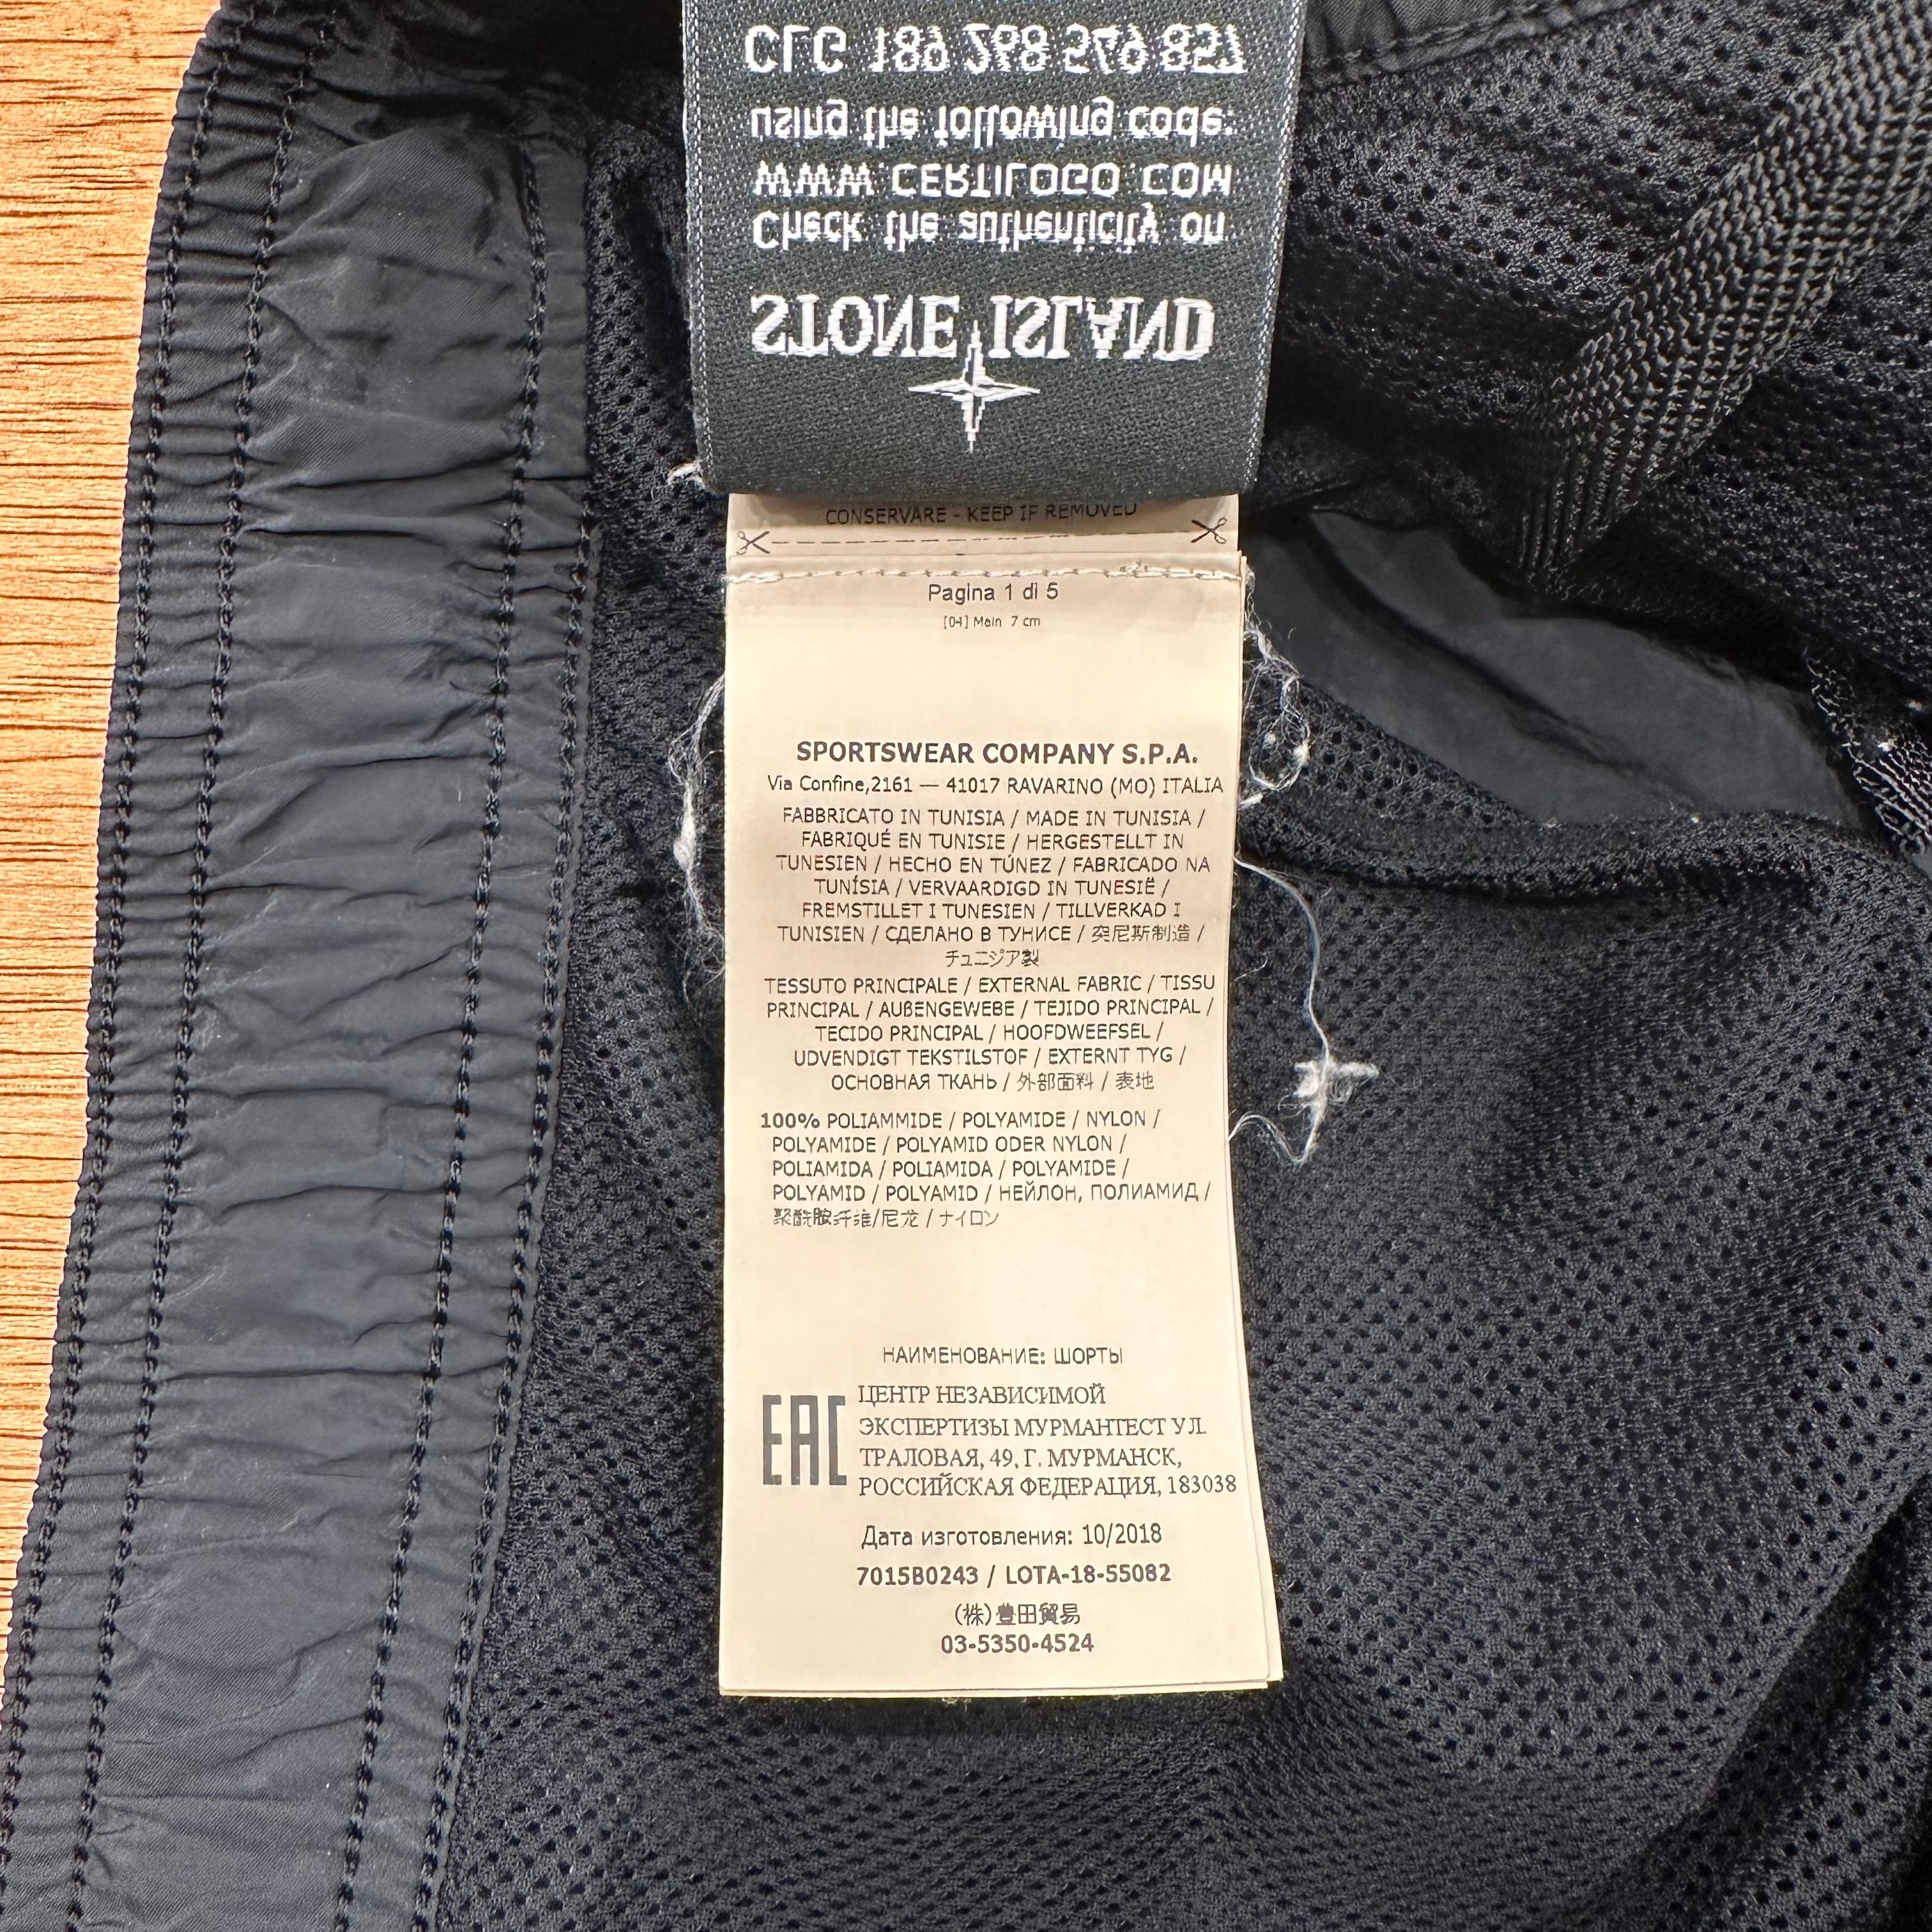 STONE ISLAND
Check the authenticity on
WWW.CERTILOGO.COM
using the following code:
CLG 189 268 549 857
CONSERVARE - KEEP IF REMOVED
Pagina 1 di 5
[04] Main 7 cm
SPORTSWEAR COMPANY S.P.A.
Via Confine,2161 — 41017 RAVARINO (MO) ITALIA
FABBRICATO IN TUNISIA / MADE IN TUNISIA /
FABRIQUÉ EN TUNISIE / HERGESTELLT IN
TUNESIEN / HECHO EN TÚNEZ / FABRICADO NA
TUNÍSIA / VERVAARDIGD IN TUNESIË /
FREMSTILLET I TUNESIEN / TILLVERKAD I
TUNISIEN / СДЕЛАНО В ТУНИСЕ / 突尼斯制造 /
チュニジア製
TESSUTO PRINCIPALE / EXTERNAL FABRIC / TISSU
PRINCIPAL / AUßENGEWEBE / TEJIDO PRINCIPAL /
TECIDO PRINCIPAL / HOOFDWEEFSEL /
UDVENDIGT TEKSTILSTOF / EXTERNT TYG /
ОСНОВНАЯ ТКАНЬ / 外部面料 / 表地
100% POLIAMMIDE / POLYAMIDE / NYLON /
POLYAMIDE / POLYAMID ODER NYLON /
POLIAMIDA / POLIAMIDA / POLYAMIDE /
POLYAMID / POLYAMID / НЕЙЛОН, ПОЛИАМИД /
聚酰胺纤维/尼龙 / ナイロン
НАИМЕНОВАНИЕ: ШОРТЫ
EAC
ЦЕНТР НЕЗАВИСИМОЙ
ЭКСПЕРТИЗЫ МУРМАНТЕСТ УЛ.
ТРАЛОВАЯ, 49, Г. МУРМАНСК,
РОССИЙСКАЯ ФЕДЕРАЦИЯ, 183038
Дата изготовления: 10/2018
7015B0243 / LOTA-18-55082
(株)豊田貿易
03-5350-4524